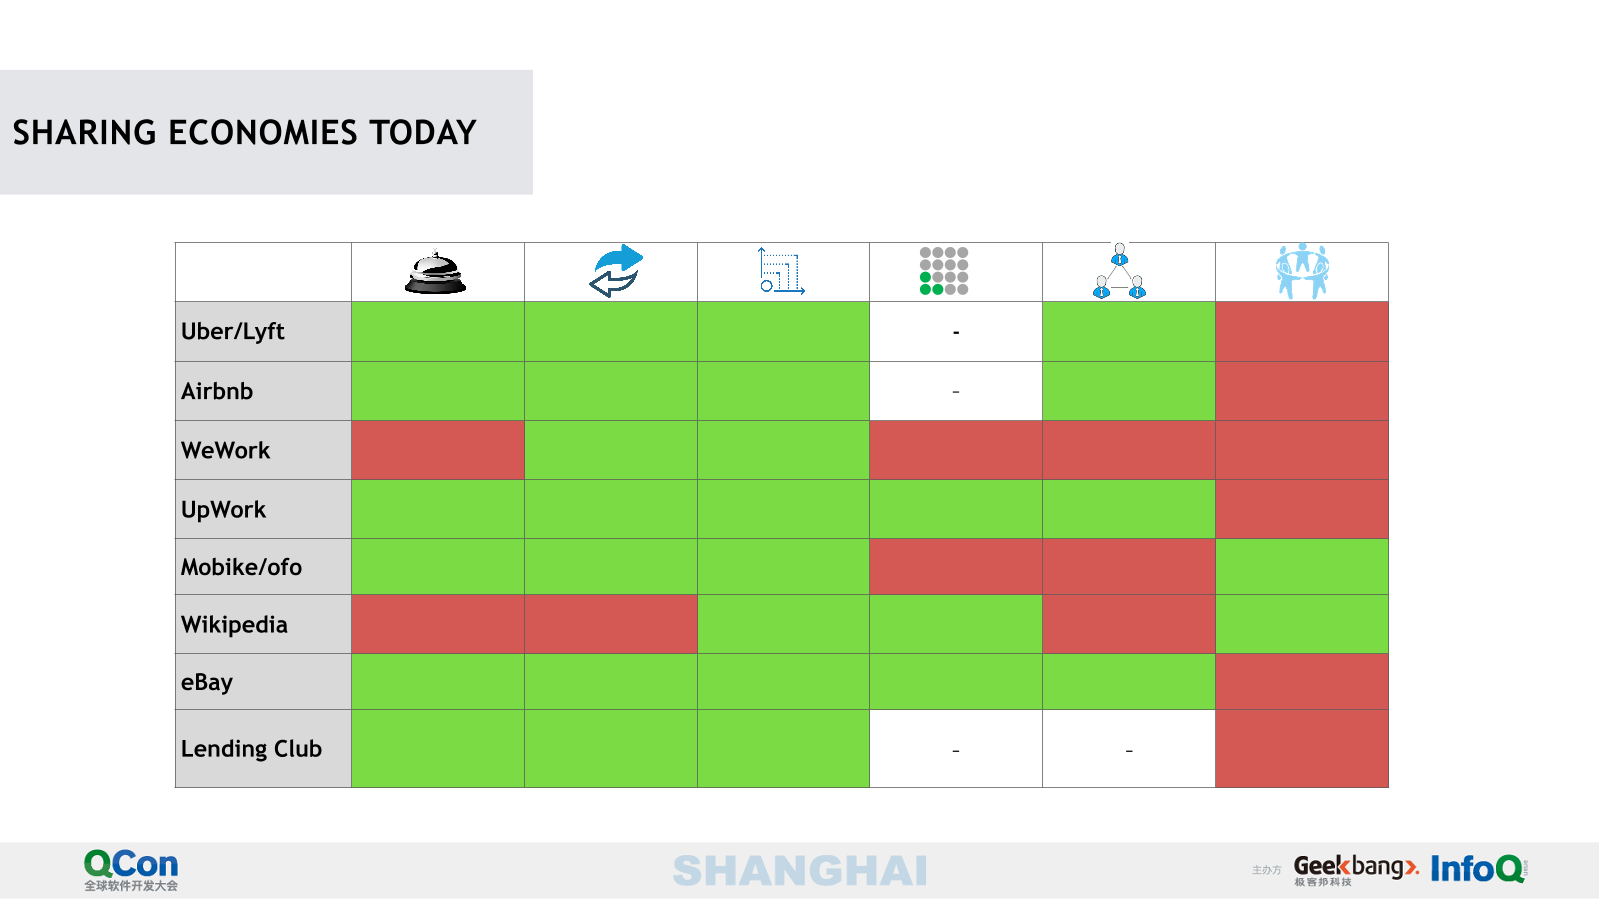 SHARING ECONOMIES TODAY
Uber/Lyft -
Airbnb –
WeWork
UpWork
Mobike/ofo
Wikipedia
eBay
Lending Club – –
QCon
全球软件开发大会
SHANGHAI
主办方
Geekbang>.
极客邦科技
InfoQ